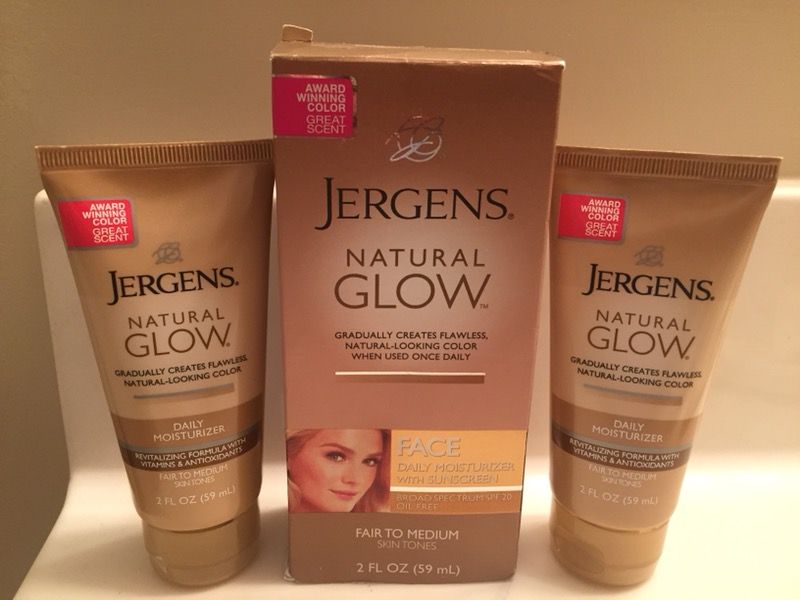 AWARD
WINNING
COLOR
GREAT
SCENT
JERGENS®
NATURAL
GLOW®
GRADUALLY CREATES FLAWLESS,
NATURAL-LOOKING COLOR
DAILY
MOISTURIZER
REVITALIZING FORMULA WITH
VITAMINS & ANTIOXIDANTS
FAIR TO MEDIUM
SKIN TONES
2 FL OZ (59 mL)
AWARD
WINNING
COLOR
GREAT
SCENT
JERGENS®
NATURAL
GLOW™
GRADUALLY CREATES FLAWLESS,
NATURAL-LOOKING COLOR
WHEN USED ONCE DAILY
FACE
DAILY MOISTURIZER
WITH SUNSCREEN
BROAD SPECTRUM SPF 20
OIL FREE
FAIR TO MEDIUM
SKIN TONES
2 FL OZ (59 mL)
AWARD
WINNING
COLOR
GREAT
SCENT
JERGENS®
NATURAL
GLOW®
GRADUALLY CREATES FLAWLESS,
NATURAL-LOOKING COLOR
DAILY
MOISTURIZER
REVITALIZING FORMULA WITH
VITAMINS & ANTIOXIDANTS
FAIR TO MEDIUM
SKIN TONES
2 FL OZ (59 mL)